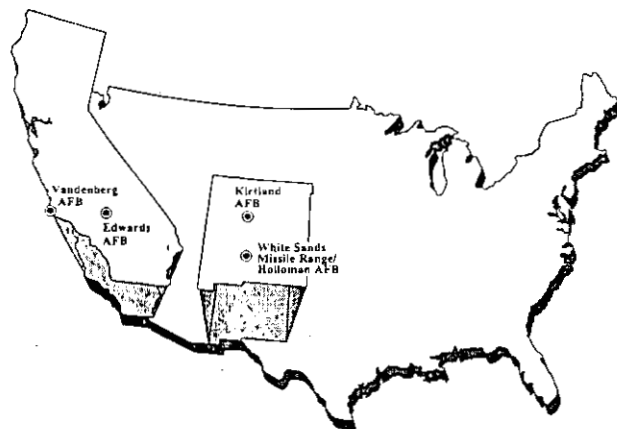 Vandenberg
AFB
Edwards
AFB
Kirtland
AFB
White Sands
Missile Range/
Holloman AFB